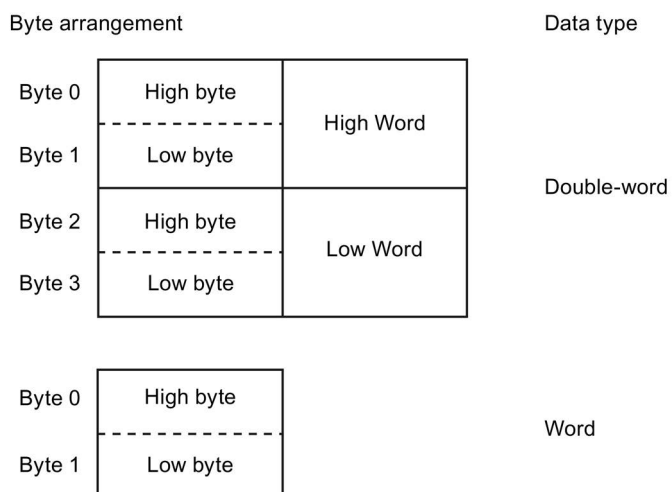 Byte arrangement Data type
Byte 0 High byte
High Word
Byte 1 Low byte
Double-word
Byte 2 High byte
Low Word
Byte 3 Low byte
Byte 0 High byte
Word
Byte 1 Low byte